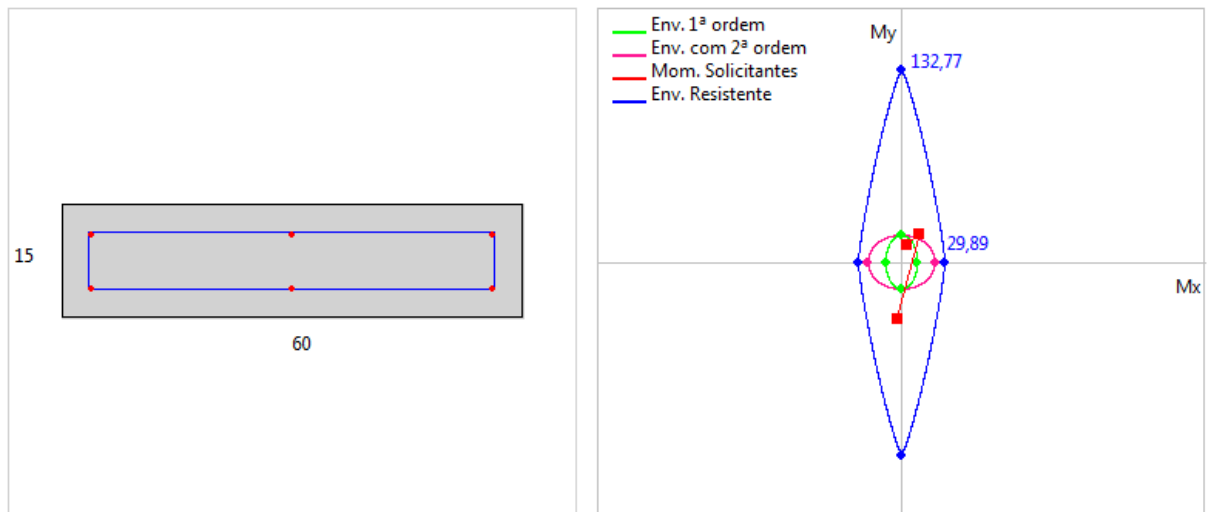 15
60
Env. 1ª ordem
Env. com 2ª ordem
Mom. Solicitantes
Env. Resistente
My
132,77
29,89
Mx